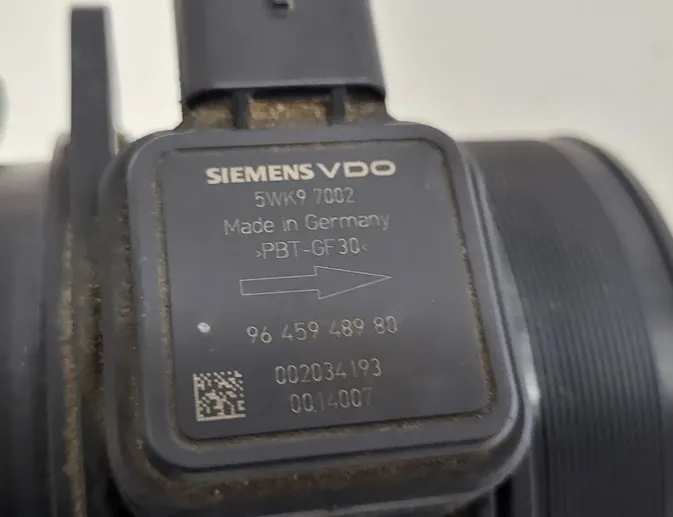 SIEMENS VDO
5WK9 7002
Made in Germany
>PBT-GF30<
96 459 489 80
002034193
0014007